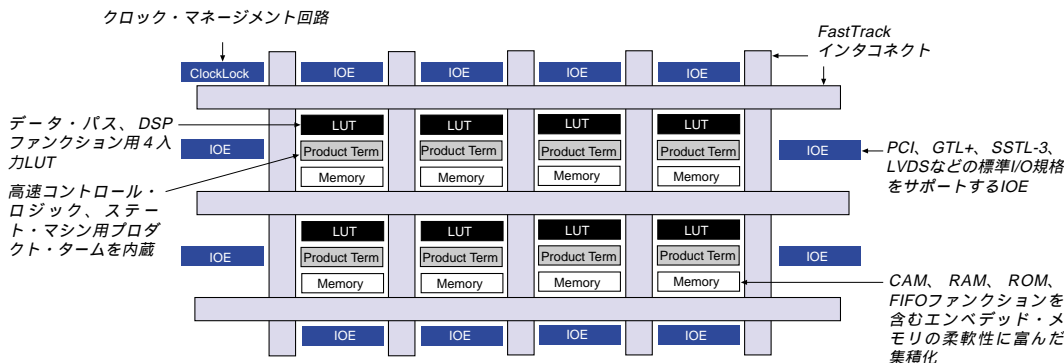 クロック・マネージメント回路
FastTrack
インタコネクト
ClockLock
IOE
IOE
IOE
IOE
データ・パス、DSP
ファンクション用４入
力LUT
LUT
LUT
LUT
LUT
IOE
Product Term
Product Term
Product Term
Product Term
IOE
PCI、GTL+、SSTL-3、
LVDSなどの標準I/O規格
をサポートするIOE
Memory
Memory
Memory
Memory
高速コントロール・
ロジック、ステー
ト・マシン用プロダ
クト・タームを内蔵
LUT
LUT
LUT
LUT
IOE
Product Term
Product Term
Product Term
Product Term
IOE
Memory
Memory
Memory
Memory
CAM、RAM、ROM、
FIFOファンクションを
含むエンベデッド・メ
モリの柔軟性に富んだ
集積化
IOE
IOE
IOE
IOE